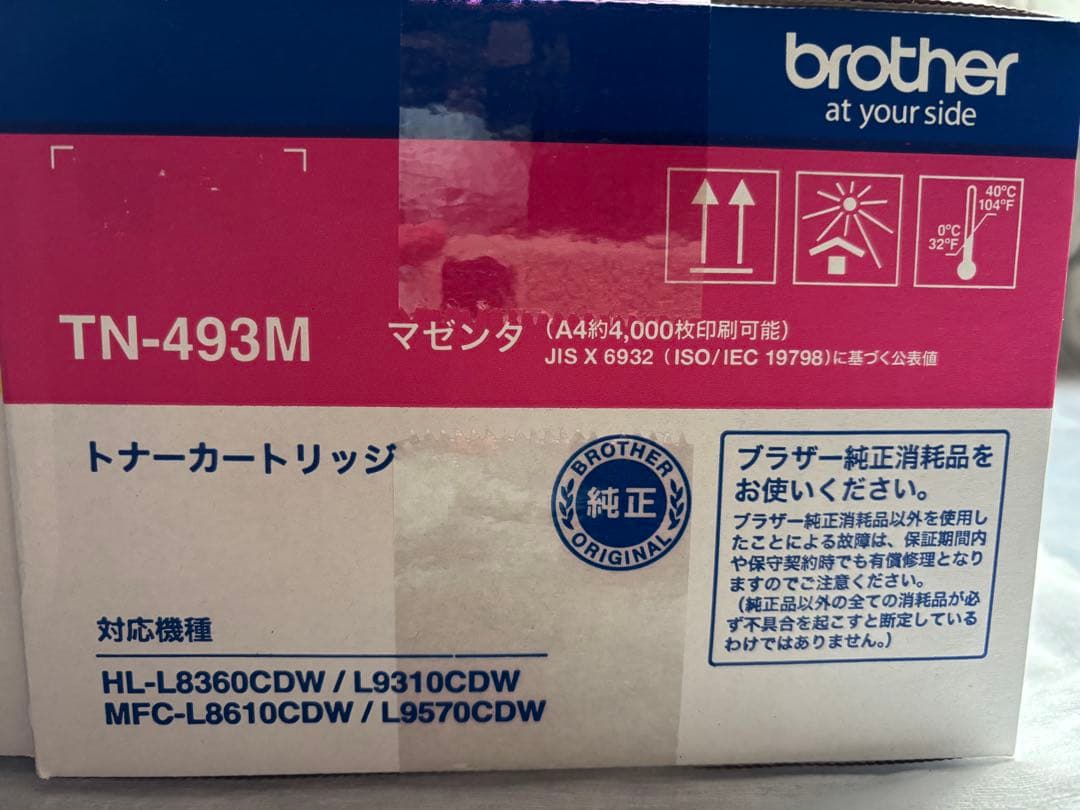 brother
at your side
40°C
104°F
0°C
32°F
TN-493M
マゼンタ（A4約4,000枚印刷可能）
JIS X 6932（ISO/IEC 19798）に基づく公表値
トナーカートリッジ
BROTHER
純正
ORIGINAL
ブラザー純正消耗品を
お使いください。
ブラザー純正消耗品以外を使用し
たことによる故障は、保証期間内
や保守契約時でも有償修理となり
ますのでご注意ください。
（純正品以外の全ての消耗品が必
ず不具合を起こすと断定している
わけではありません。）
対応機種
HL-L8360CDW / L9310CDW
MFC-L8610CDW / L9570CDW